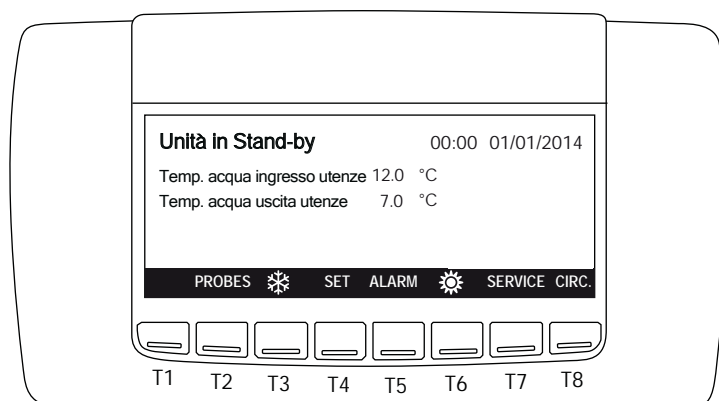 Unità in Stand-by 00:00 01/01/2014
Temp. acqua ingresso utenze 12.0 °C
Temp. acqua uscita utenze 7.0 °C
PROBES SET ALARM SERVICE CIRC.
T1 T2 T3 T4 T5 T6 T7 T8